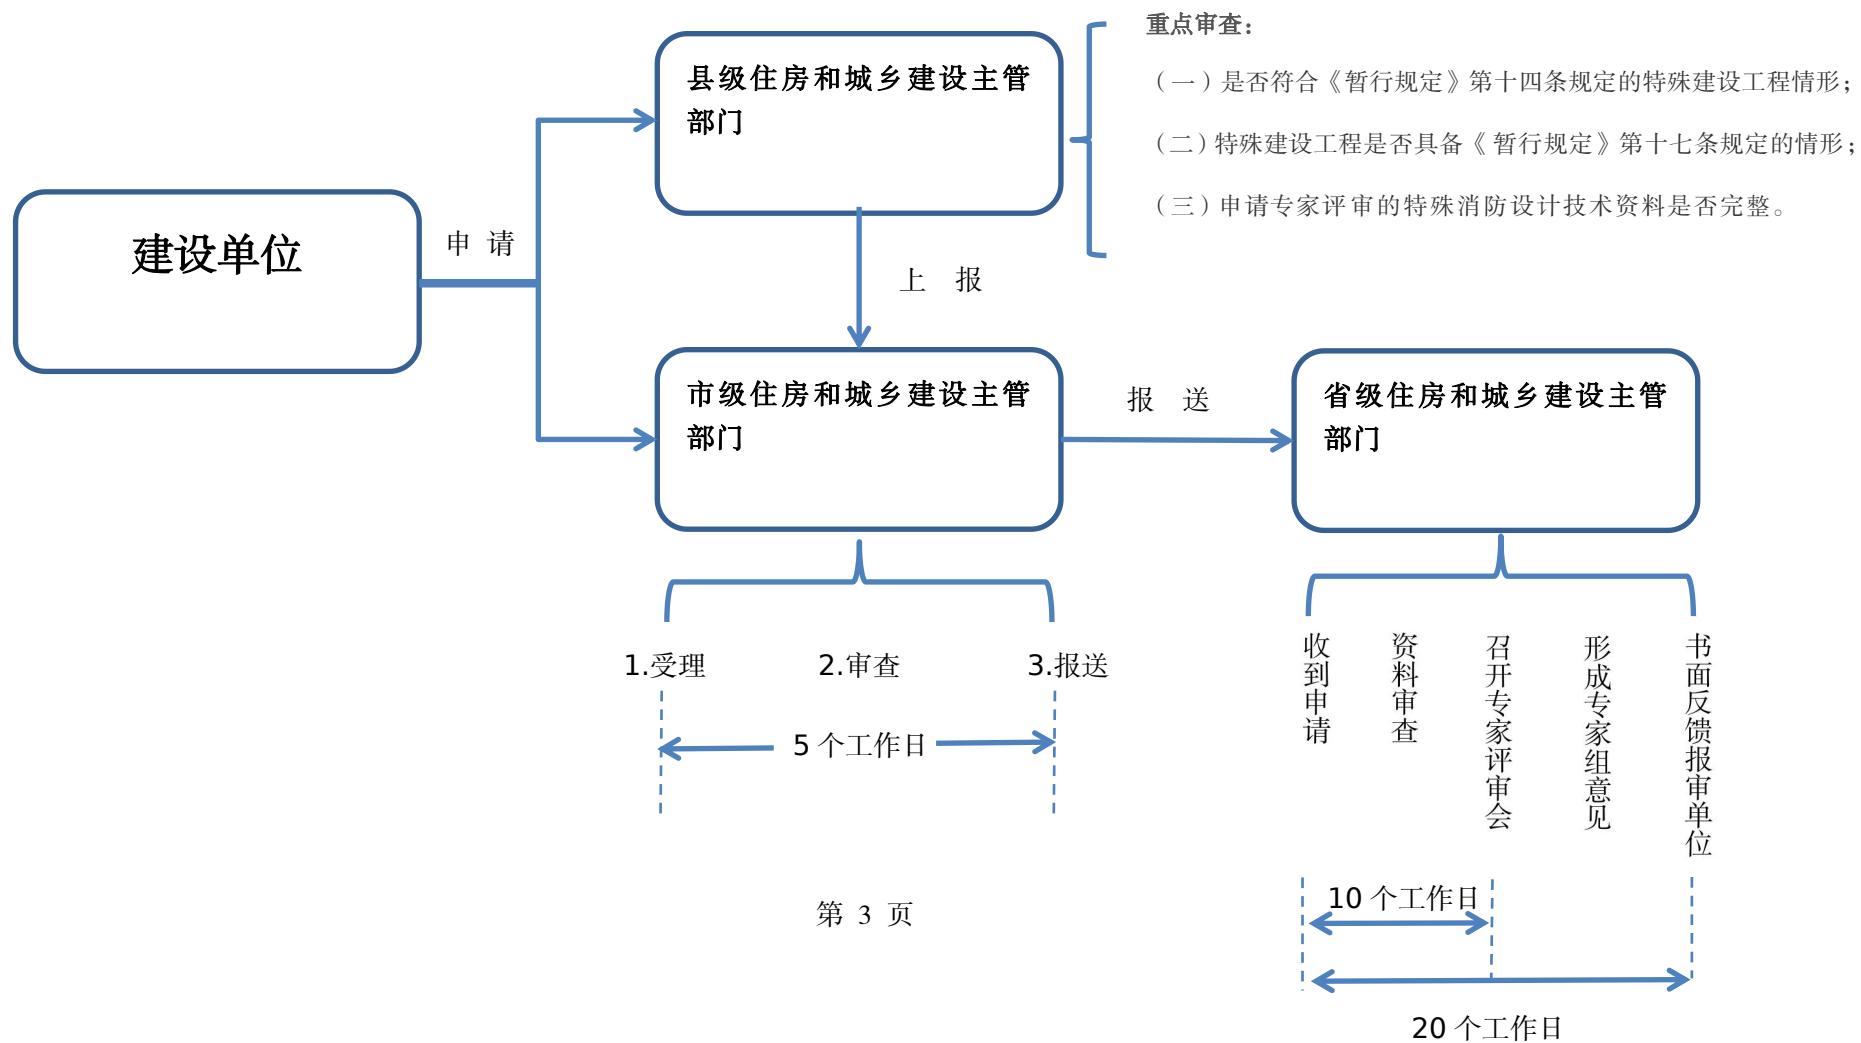 重点审查：
（一）是否符合《暂行规定》第十四条规定的特殊建设工程情形；
（二）特殊建设工程是否具备《暂行规定》第十七条规定的情形；
（三）申请专家评审的特殊消防设计技术资料是否完整。
县级住房和城乡建设主管
部门
建设单位
申 请
上 报
市级住房和城乡建设主管
部门
报 送
省级住房和城乡建设主管
部门
1.受理
2.审查
3.报送
5 个工作日
收到申请
资料审查
召开专家评审会
形成专家组意见
书面反馈报审单位
10 个工作日
20 个工作日
第 3 页